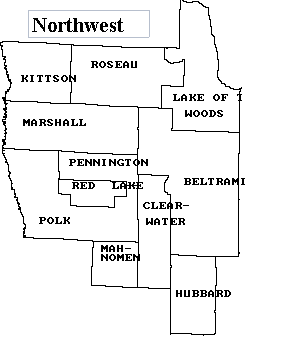 Northwest
ROSEAU
KITTSON
LAKE OF T
WOODS
MARSHALL
PENNINGTON
RED LAKE
BELTRAMI
CLEAR-
WATER
POLK
MAH-
NOMEN
HUBBARD